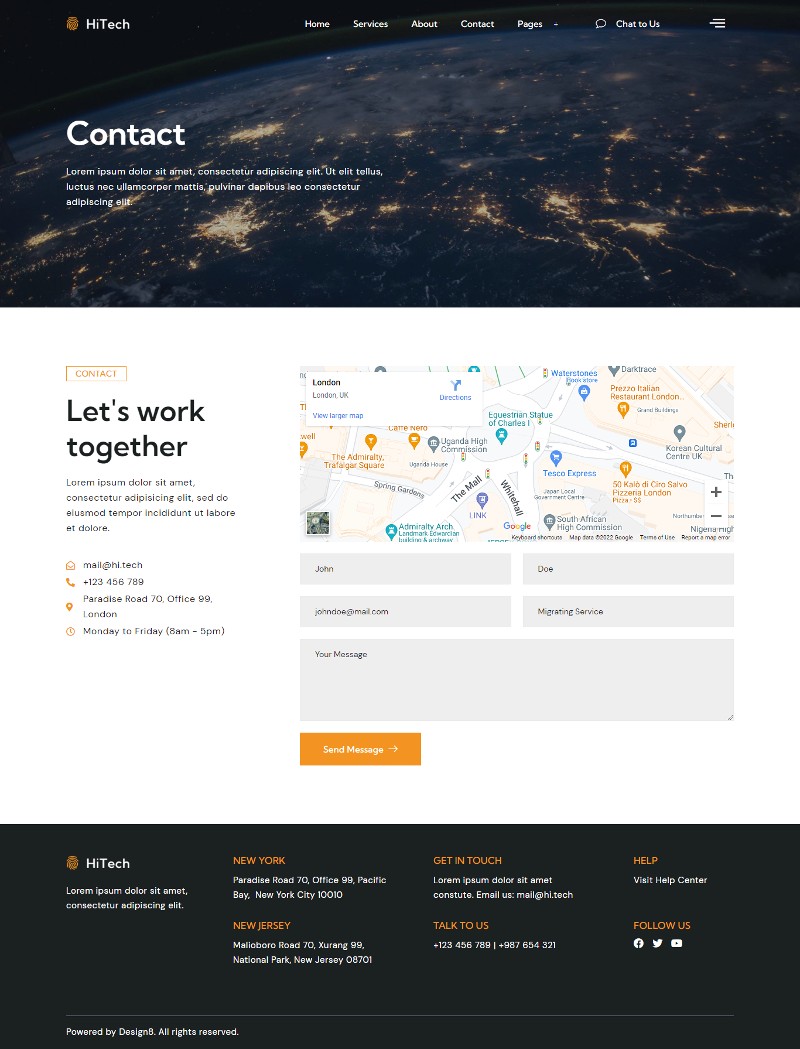 HiTech
Home
Services
About
Contact
Pages
Chat to Us
Contact
Lorem ipsum dolor sit amet, consectetur adipiscing elit. Ut elit tellus,
luctus nec ullamcorper mattis, pulvinar dapibus leo consectetur
adipiscing elit.
CONTACT
Let's work
together
Lorem ipsum dolor sit amet,
consectetur adipisicing elit, sed do
eiusmod tempor incididunt ut labore
et dolore.
mail@hi.tech
+123 456 789
Paradise Road 70, Office 99,
London
Monday to Friday (8am - 5pm)
London
London, UK
Directions
View larger map
Waterstones
Bookstore
Darktrace
Prezzo Italian
Restaurant London..
Grand Buildings
Equestrian Statue
of Charles I
Caffè Nero
Uganda High
Commission
Uganda House
The Admiralty,
Trafalgar Square
Korean Cultural
Centre UK
Tesco Express
50 Kalò di Ciro Salvo
Pizzeria London
Pizza - $$
Japan Local
Government Centre
Spring Gardens
The Mall
Whitehall
LINK
Admiralty Arch
Landmark Edwardian
building & archway
Google
South African
High Commission
Keyboard shortcuts
Map data ©2022 Google
Terms of Use
Report a map error
John
Doe
johndoe@mail.com
Migrating Service
Your Message
Send Message
HiTech
Lorem ipsum dolor sit amet,
consectetur adipiscing elit.
NEW YORK
Paradise Road 70, Office 99, Pacific
Bay, New York City 10010
NEW JERSEY
Malioboro Road 70, Xurang 99,
National Park, New Jersey 08701
GET IN TOUCH
Lorem ipsum dolor sit amet
constute. Email us: mail@hi.tech
TALK TO US
+123 456 789 | +987 654 321
HELP
Visit Help Center
FOLLOW US
Powered by Design8. All rights reserved.